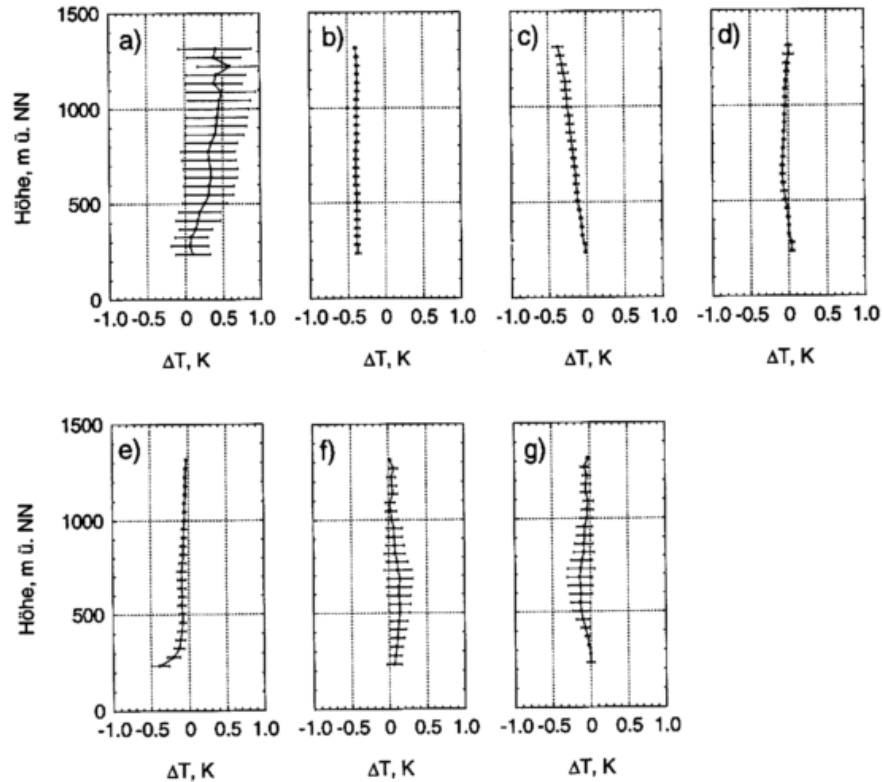 a) b) c) d)
1500
1000
500
0
Höhe, m ü. NN
-1.0 -0.5 0 0.5 1.0 -1.0 -0.5 0 0.5 1.0 -1.0 -0.5 0 0.5 1.0 -1.0 -0.5 0 0.5 1.0
ΔT, K ΔT, K ΔT, K ΔT, K
e) f) g)
1500
1000
500
0
Höhe, m ü. NN
-1.0 -0.5 0 0.5 1.0 -1.0 -0.5 0 0.5 1.0 -1.0 -0.5 0 0.5 1.0
ΔT, K ΔT, K ΔT, K